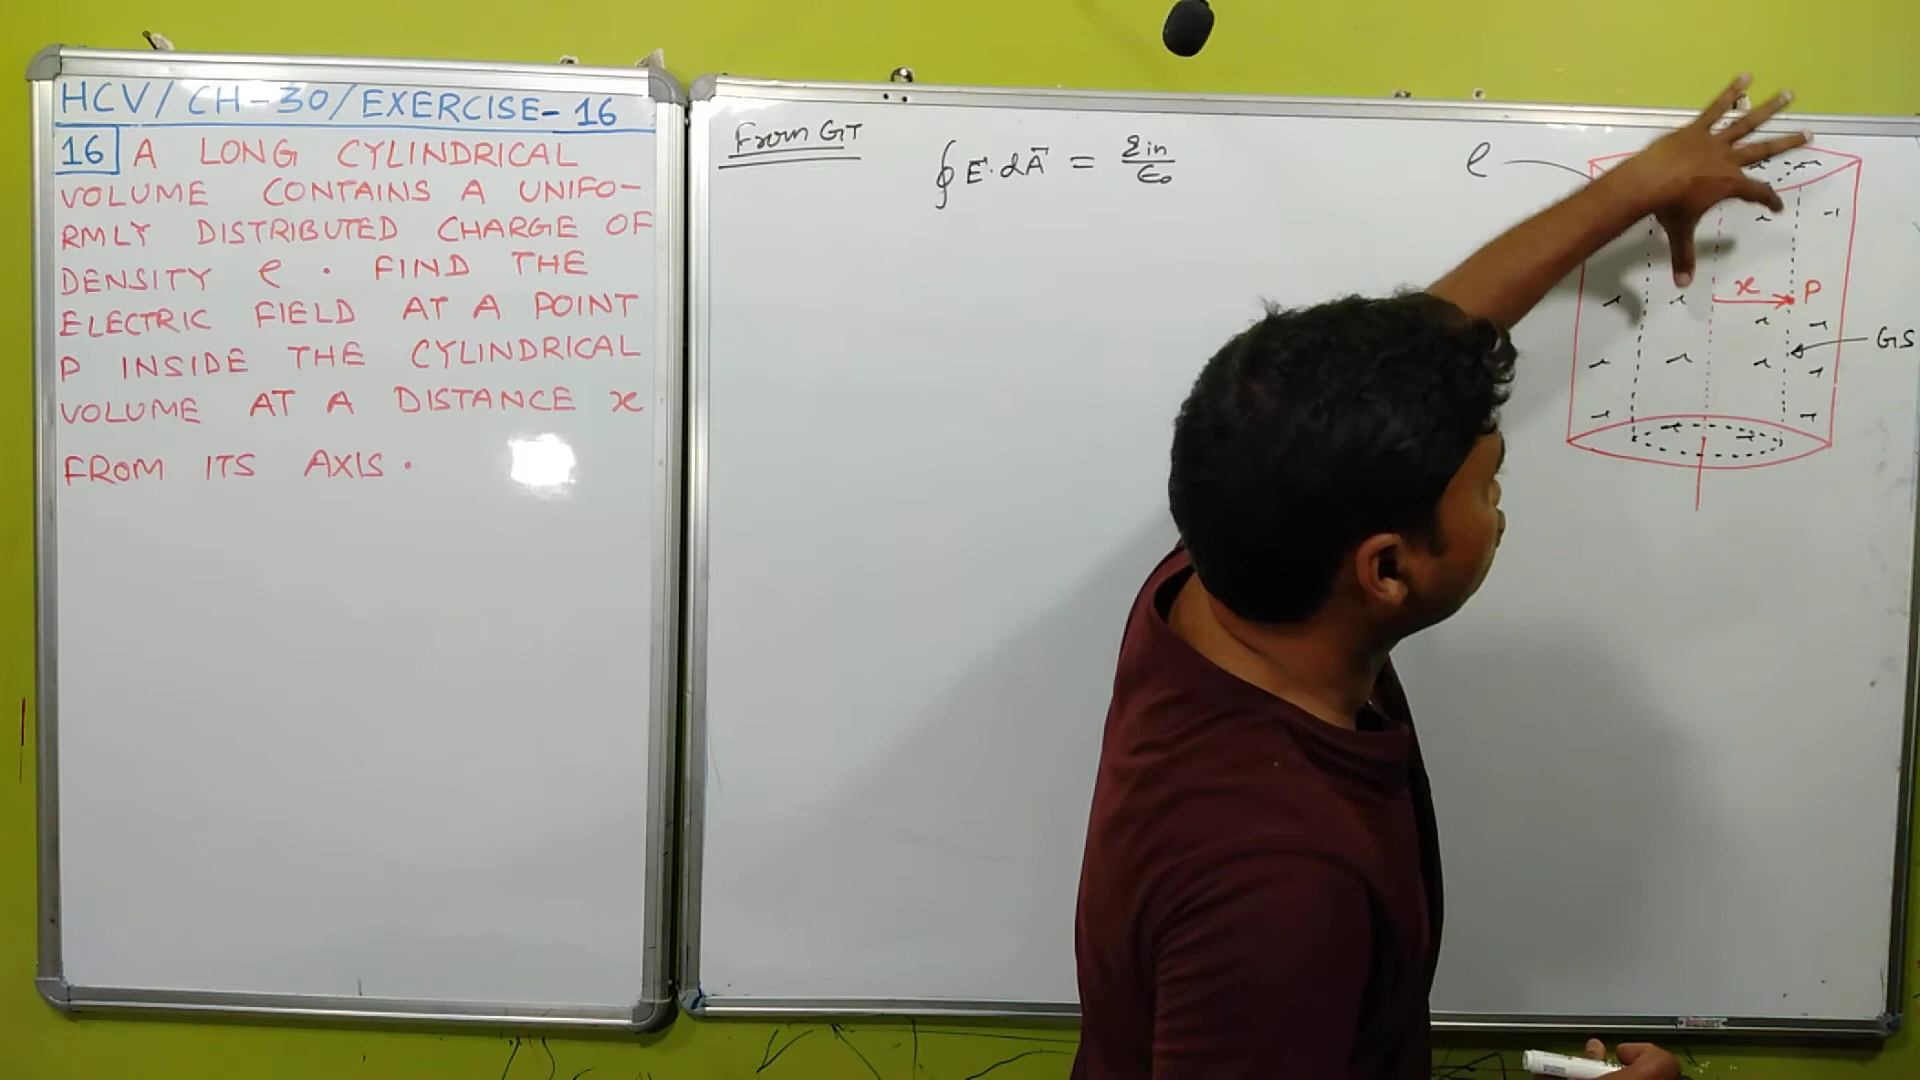 HCV/CH-30/EXERCISE-16
16 A LONG CYLINDRICAL
VOLUME CONTAINS A UNIFO-
RMLY DISTRIBUTED CHARGE OF
DENSITY ρ. FIND THE
ELECTRIC FIELD AT A POINT
P INSIDE THE CYLINDRICAL
VOLUME AT A DISTANCE x
FROM ITS AXIS.
From GT
∮ E⃗·dA⃗ = qin/ε₀
ρ
x P
GS